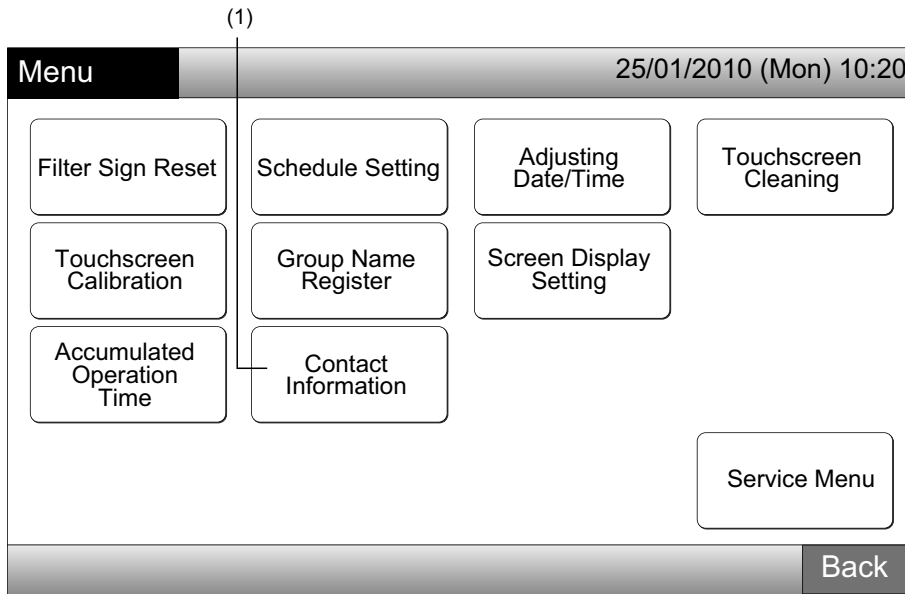 (1)
Menu
25/01/2010 (Mon) 10:20
Filter Sign Reset
Schedule Setting
Adjusting
Date/Time
Touchscreen
Cleaning
Touchscreen
Calibration
Group Name
Register
Screen Display
Setting
Accumulated
Operation
Time
Contact
Information
Service Menu
Back